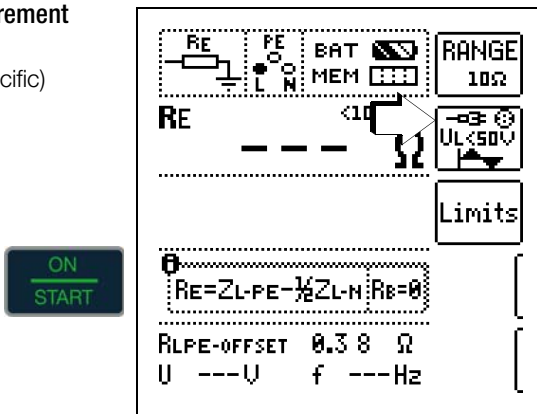 rement
cific)
ON
START
RE
PE
L N
BAT
MEM
RANGE
10Ω
RE
--- Ω
UL<50V
Limits
RE=ZL-PE-½ZL-N RB=0
RLPE-OFFSET 0.38 Ω
U ---V f ---Hz